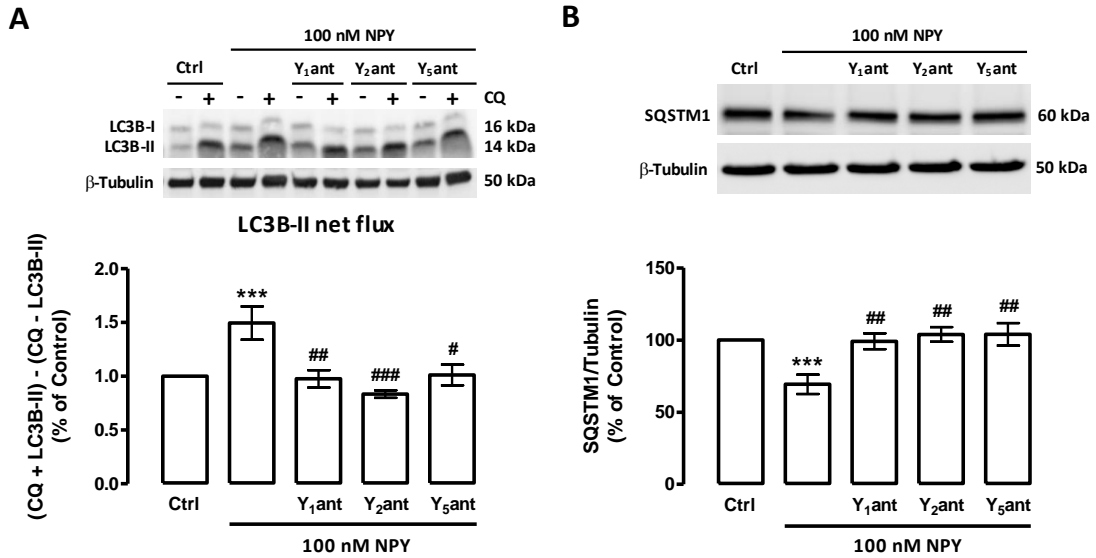 A
100 nM NPY
Ctrl Y₁ant Y₂ant Y₅ant
- + - + - + - + - + CQ
LC3B-I 16 kDa
LC3B-II 14 kDa
β-Tubulin 50 kDa
LC3B-II net flux
(CQ + LC3B-II) - (CQ - LC3B-II)
(% of Control)
2.0
1.5
1.0
0.5
0.0
***
##
###
#
Ctrl Y₁ant Y₂ant Y₅ant
100 nM NPY
B
100 nM NPY
Ctrl Y₁ant Y₂ant Y₅ant
SQSTM1 60 kDa
β-Tubulin 50 kDa
SQSTM1/Tubulin
(% of Control)
150
100
50
0
***
##
##
##
Ctrl Y₁ant Y₂ant Y₅ant
100 nM NPY